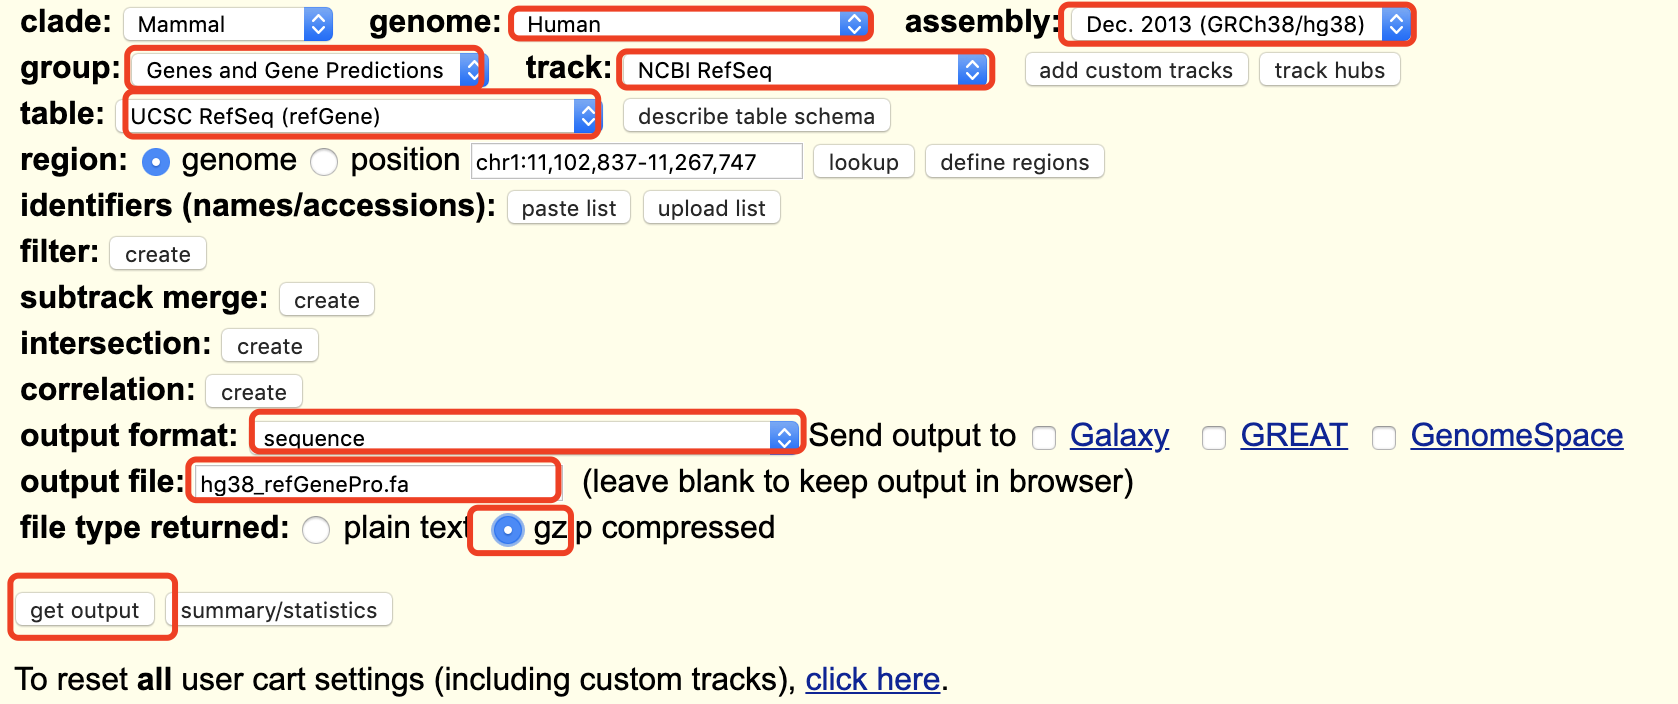 clade: Mammal genome: Human assembly: Dec. 2013 (GRCh38/hg38)
group: Genes and Gene Predictions track: NCBI RefSeq add custom tracks track hubs
table: UCSC RefSeq (refGene) describe table schema
region: genome position chr1:11,102,837-11,267,747 lookup define regions
identifiers (names/accessions): paste list upload list
filter: create
subtrack merge: create
intersection: create
correlation: create
output format: sequence Send output to Galaxy GREAT GenomeSpace
output file: hg38_refGenePro.fa (leave blank to keep output in browser)
file type returned: plain text gzip compressed
get output summary/statistics
To reset all user cart settings (including custom tracks), click here.